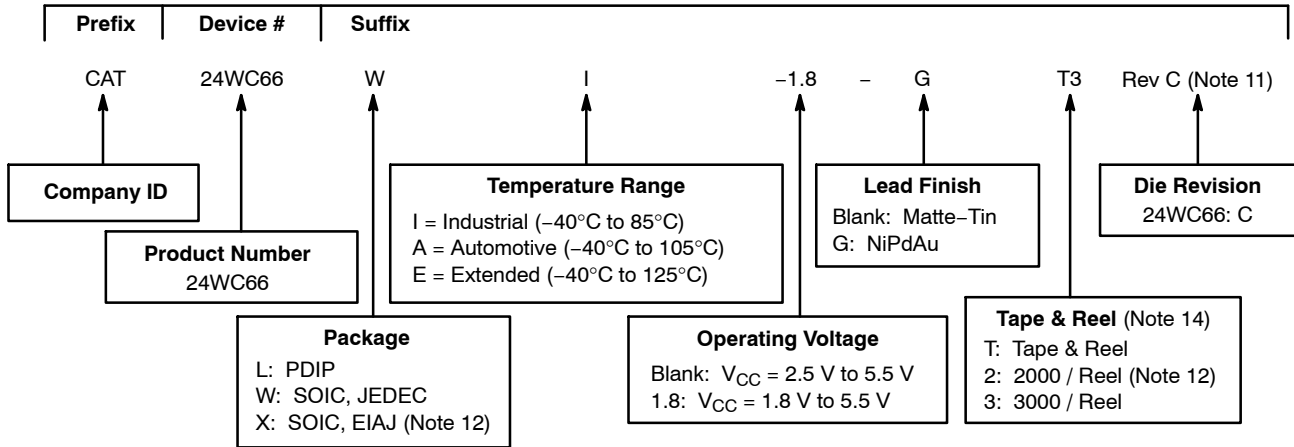 Prefix Device # Suffix
CAT 24WC66 W I −1.8 − G T3 Rev C (Note 11)
Company ID
Product Number
24WC66
Package
L: PDIP
W: SOIC, JEDEC
X: SOIC, EIAJ (Note 12)
Temperature Range
I = Industrial (−40°C to 85°C)
A = Automotive (−40°C to 105°C)
E = Extended (−40°C to 125°C)
Operating Voltage
Blank: VCC = 2.5 V to 5.5 V
1.8: VCC = 1.8 V to 5.5 V
Lead Finish
Blank: Matte−Tin
G: NiPdAu
Tape & Reel (Note 14)
T: Tape & Reel
2: 2000 / Reel (Note 12)
3: 3000 / Reel
Die Revision
24WC66: C